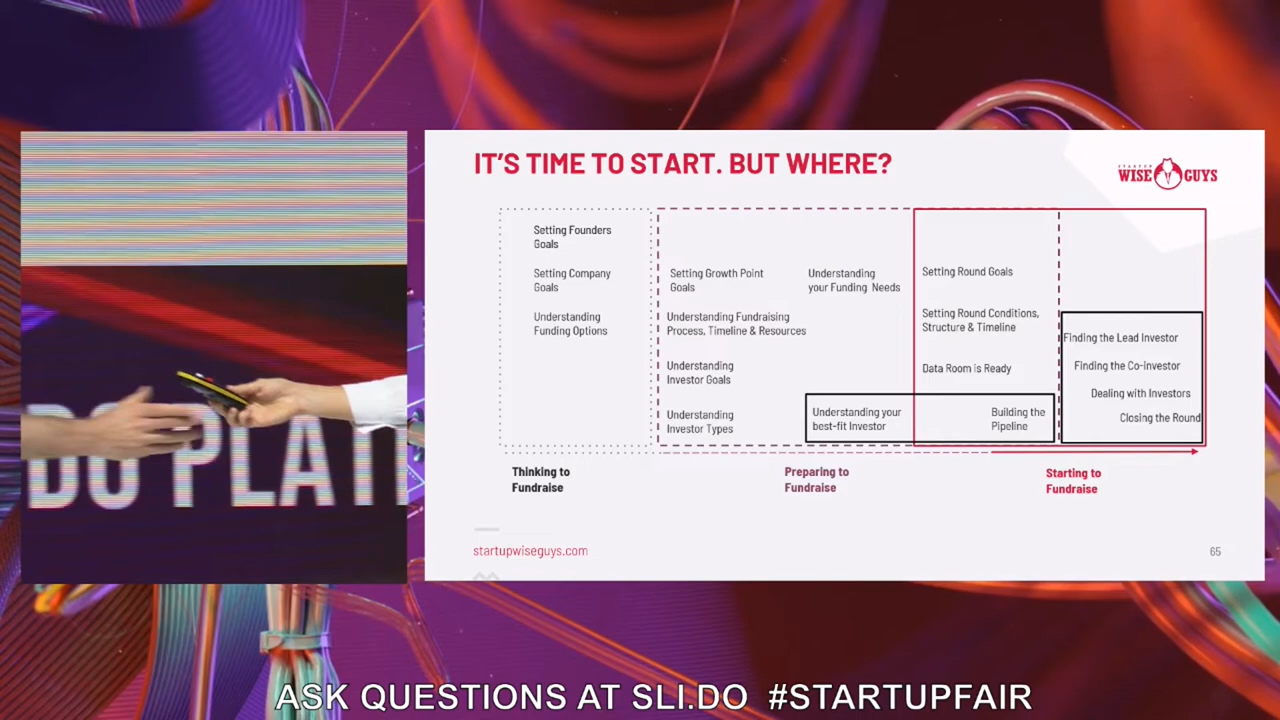 IT'S TIME TO START. BUT WHERE?
STARTUP
WISE GUYS
Setting Founders
Goals
Setting Company
Goals
Understanding
Funding Options
Setting Growth Point
Goals
Understanding Fundraising
Process, Timeline & Resources
Understanding
Investor Goals
Understanding
Investor Types
Understanding
your Funding Needs
Understanding your
best-fit Investor
Setting Round Goals
Setting Round Conditions,
Structure & Timeline
Data Room is Ready
Building the
Pipeline
Finding the Lead Investor
Finding the Co-investor
Dealing with Investors
Closing the Round
Thinking to
Fundraise
Preparing to
Fundraise
Starting to
Fundraise
startupwiseguys.com
65
DO PLAT
ASK QUESTIONS AT SLI.DO #STARTUPFAIR